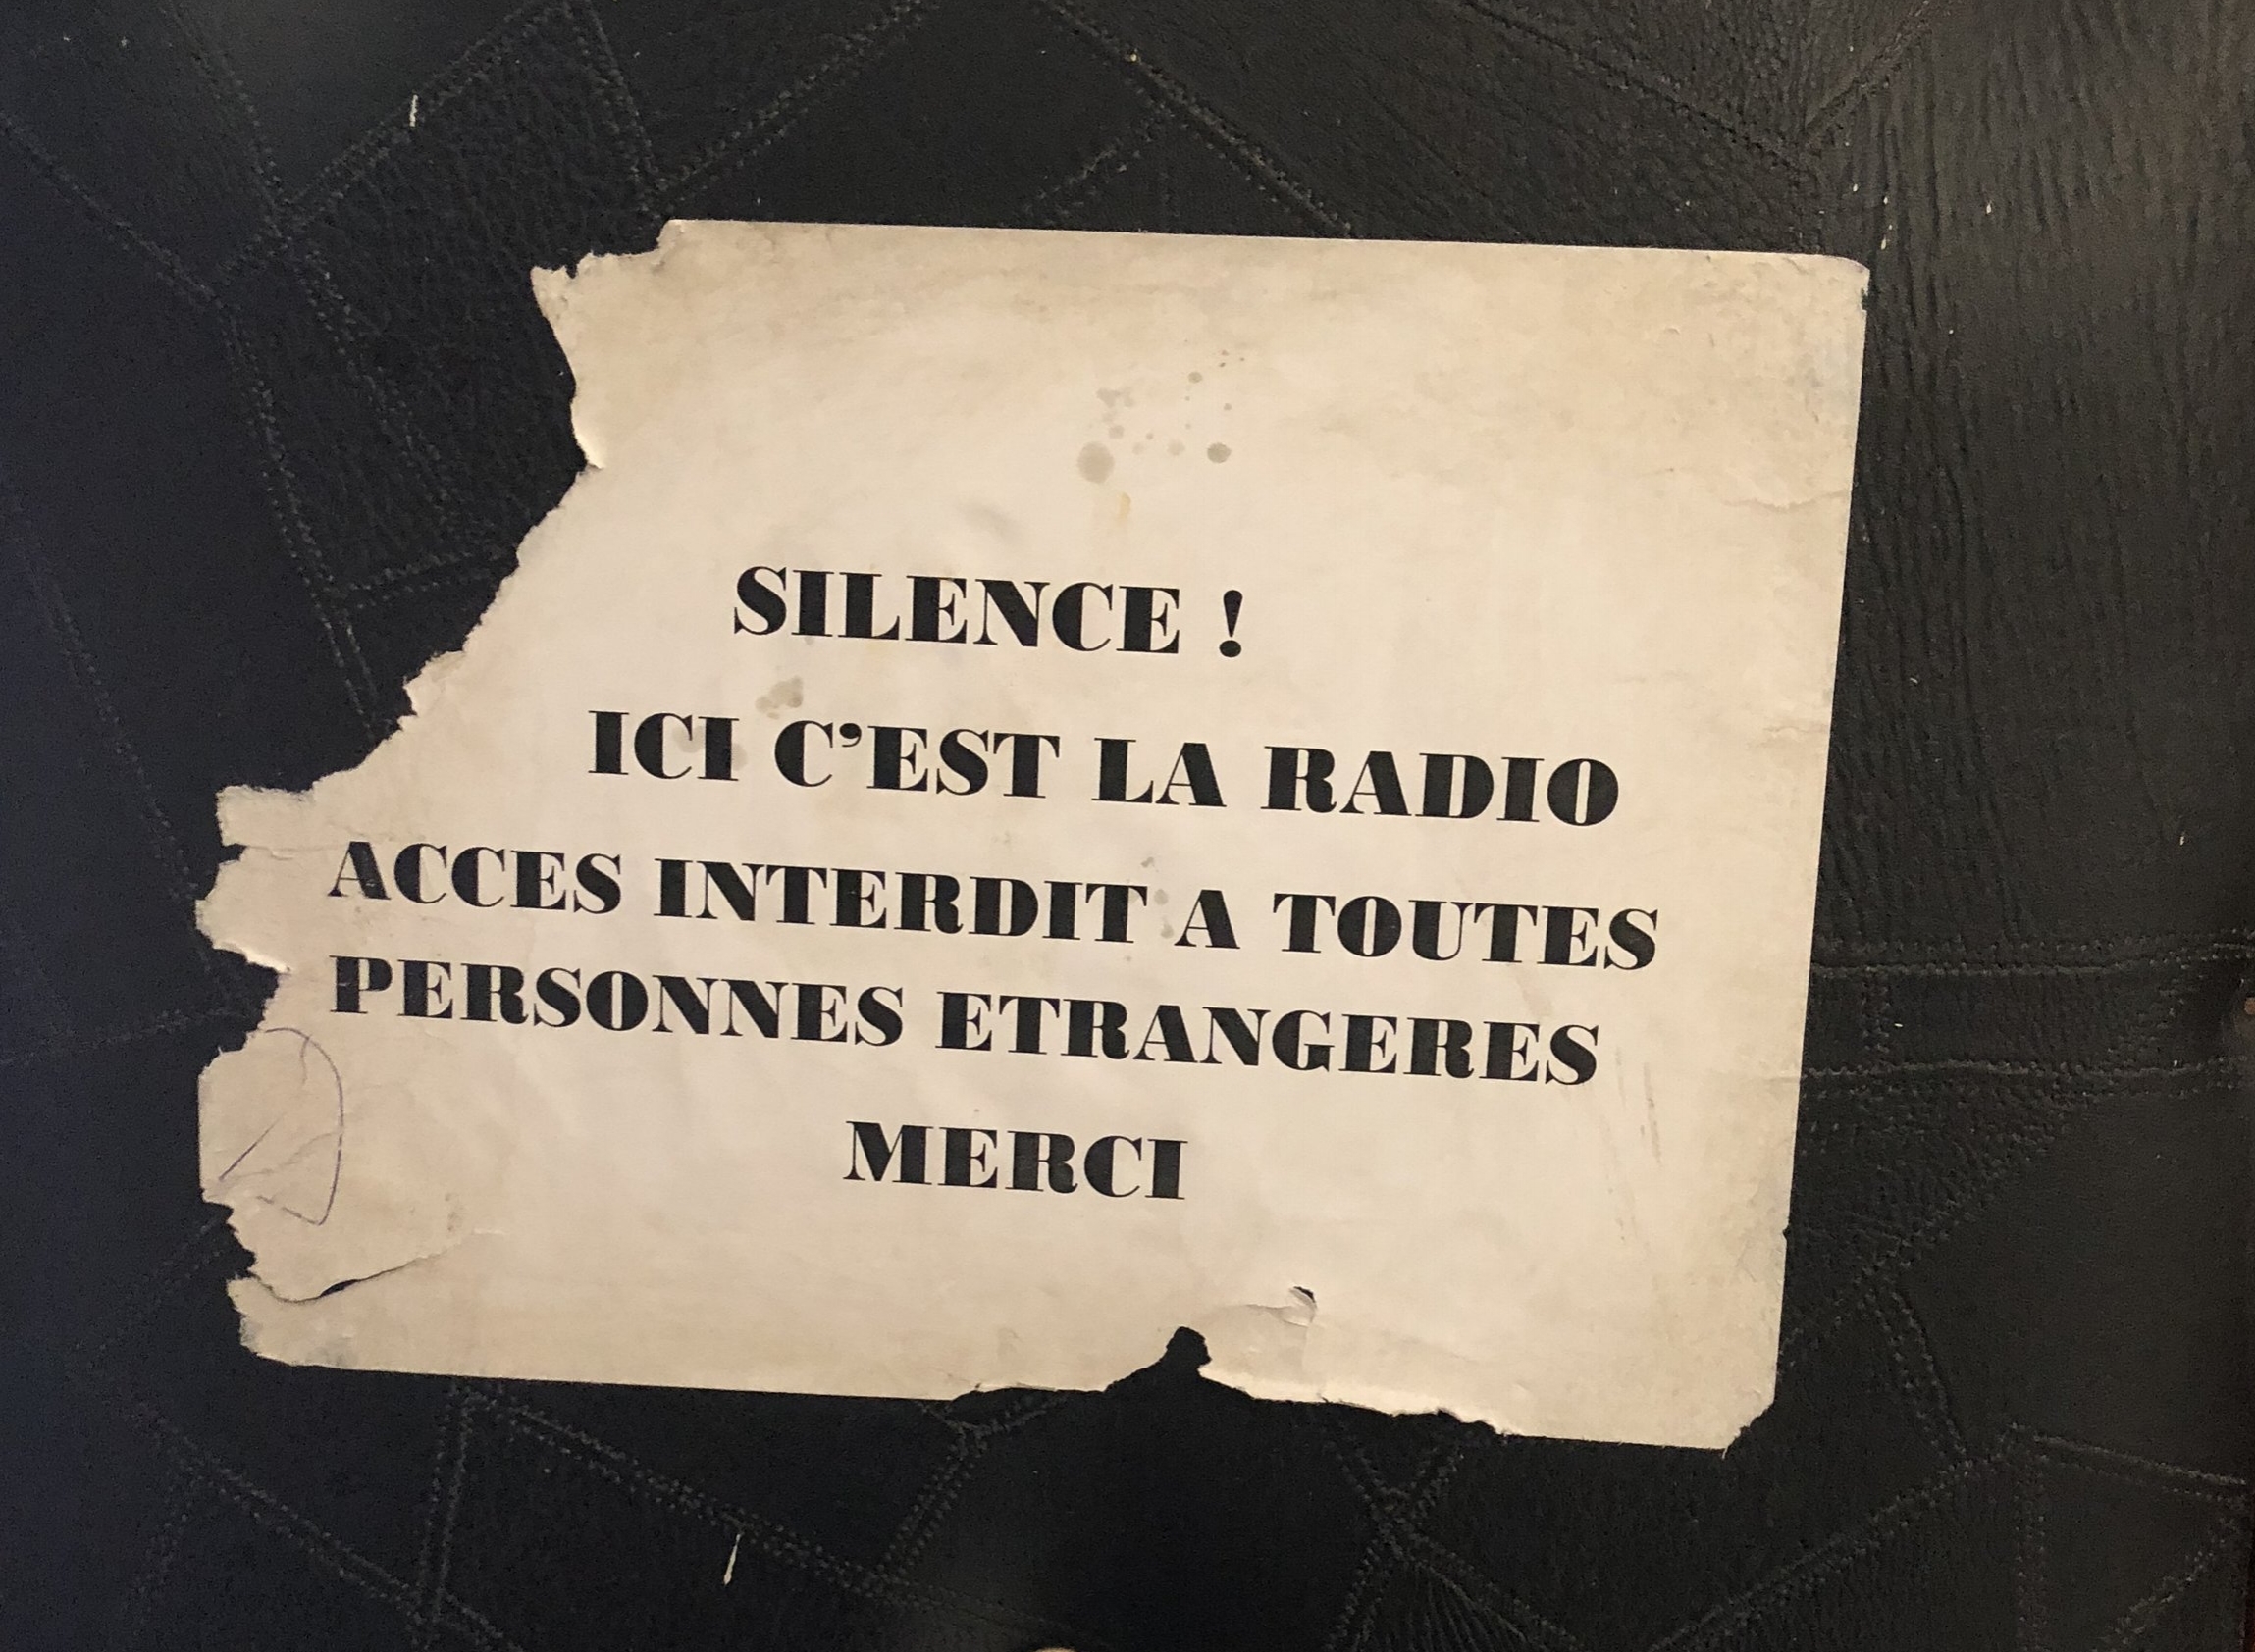 SILENCE !
ICI C’EST LA RADIO
ACCES INTERDIT A TOUTES
PERSONNES ETRANGERES
MERCI